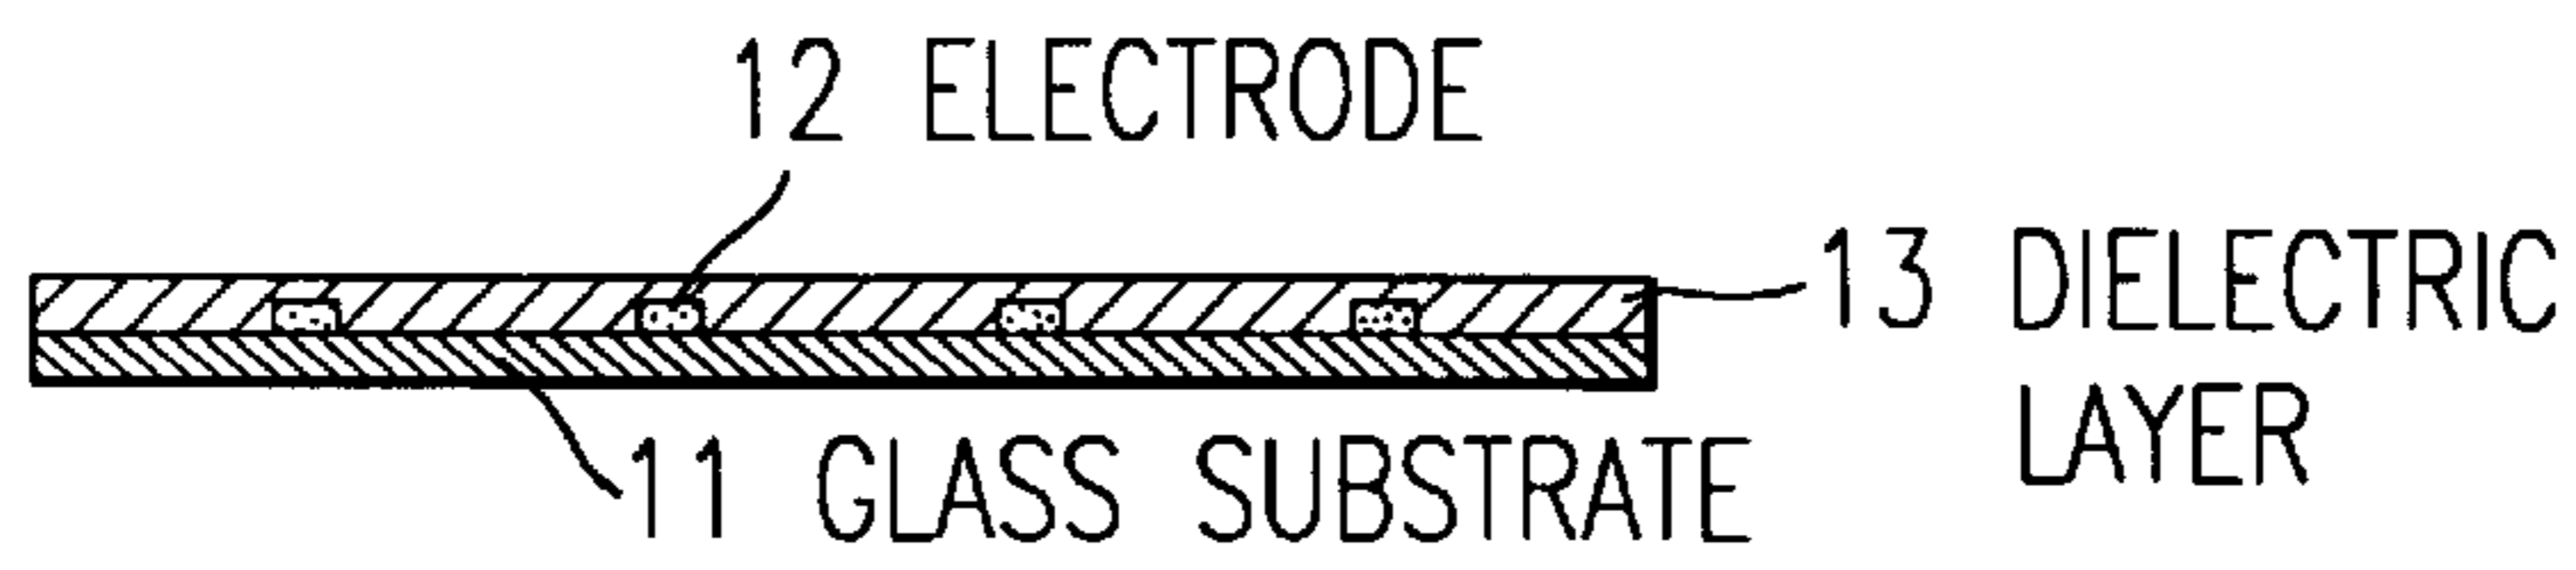 12 ELECTRODE
13 DIELECTRIC
LAYER
11 GLASS SUBSTRATE